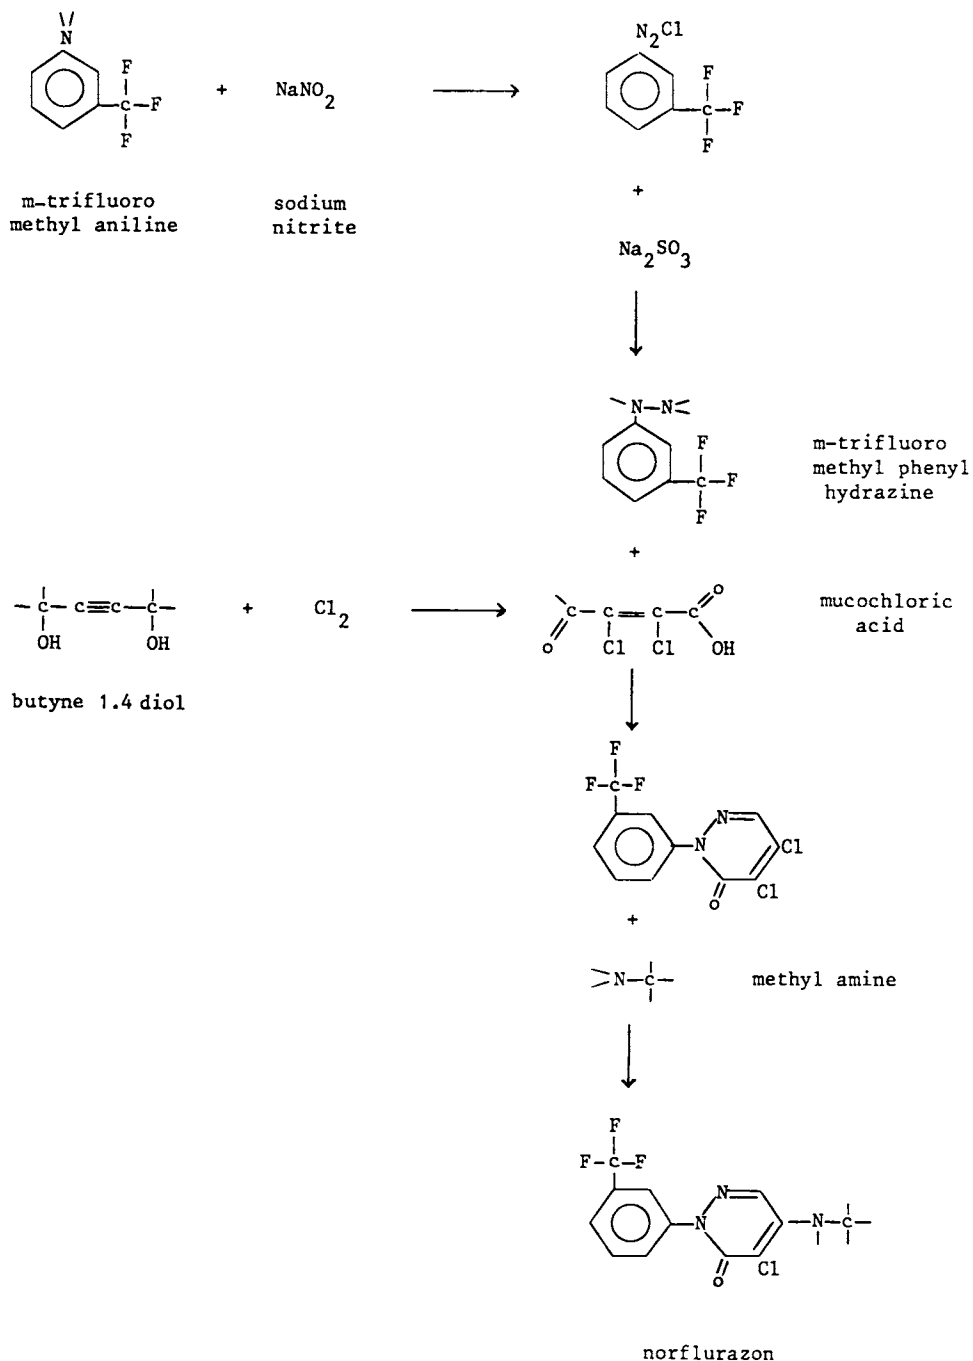 N
F
C—F
F
+
NaNO2
N2Cl
F
C—F
F
m-trifluoro
methyl aniline
sodium
nitrite
+
Na2SO3
N—N
F
C—F
F
m-trifluoro
methyl phenyl
hydrazine
+
C—C≡C—C
OH OH
+
Cl2
C—C=C—C
O
O
Cl Cl OH
mucochloric
acid
butyne 1.4 diol
F
F—C—F
N
N
Cl
Cl
O
+
N—C
methyl amine
F
F—C—F
N
N
N—C
Cl
O
norflurazon